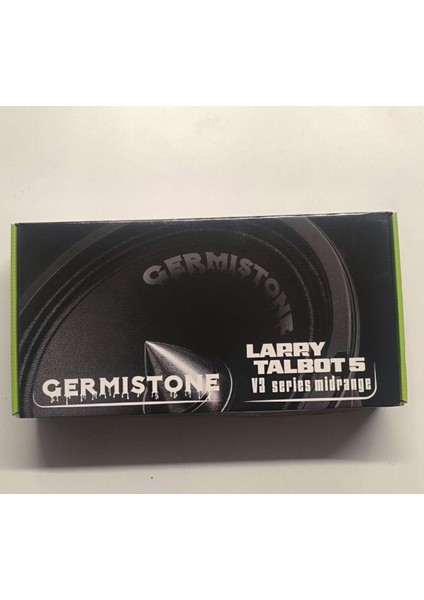 GERMISTONE
GERMISTONE
LARRY
TALBOT 5
V3 series midrange